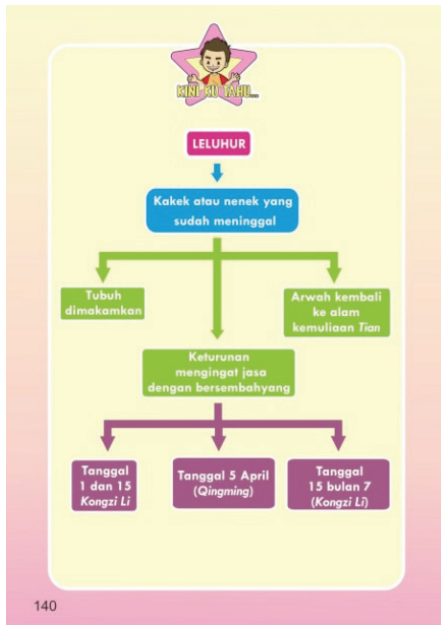 KINI KU TAHU...
LELUHUR
Kakek atau nenek yang
sudah meninggal
Tubuh
dimakamkan
Arwah kembali
ke alam
kemuliaan Tian
Keturunan
mengingat jasa
dengan bersembahyang
Tanggal
1 dan 15
Kongzi Li
Tanggal 5 April
(Qingming)
Tanggal
15 bulan 7
(Kongzi Li)
140